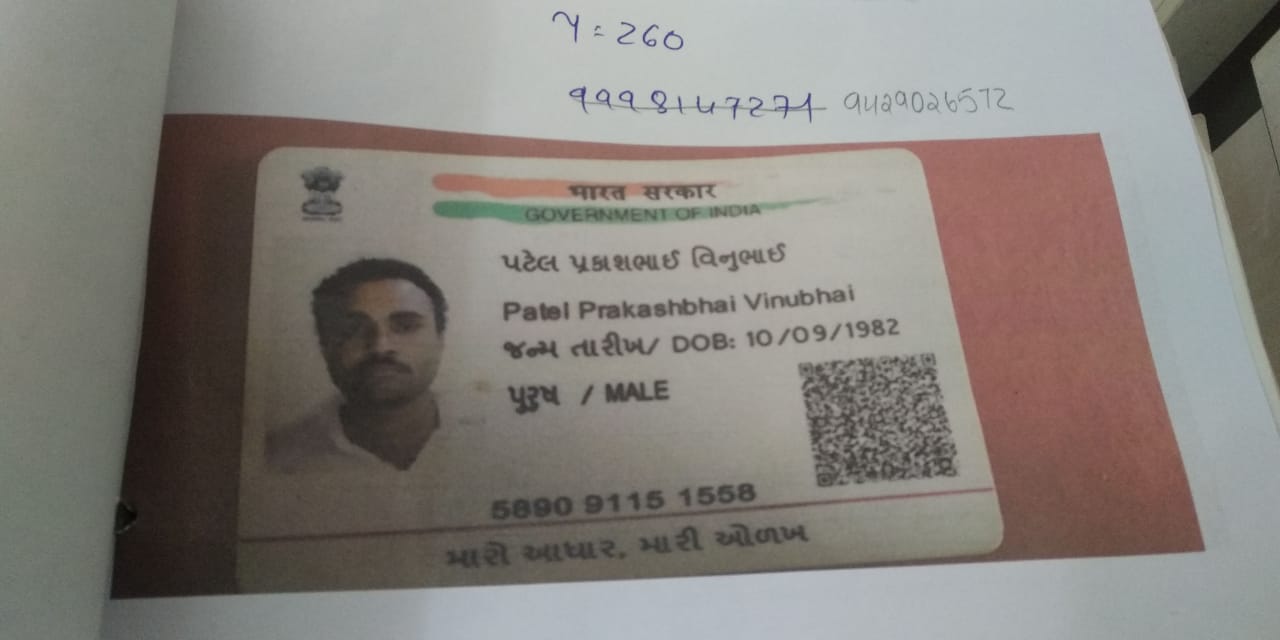 γ = 260
9998147271 9429026572
भारत सरकार
GOVERNMENT OF INDIA
પટેલ પ્રકાશભાઈ વિનુભાઈ
Patel Prakashbhai Vinubhai
જન્મ તારીખ/ DOB: 10/09/1982
પુરુષ / MALE
5890 9115 1558
મારો આધાર, મારી ઓળખ